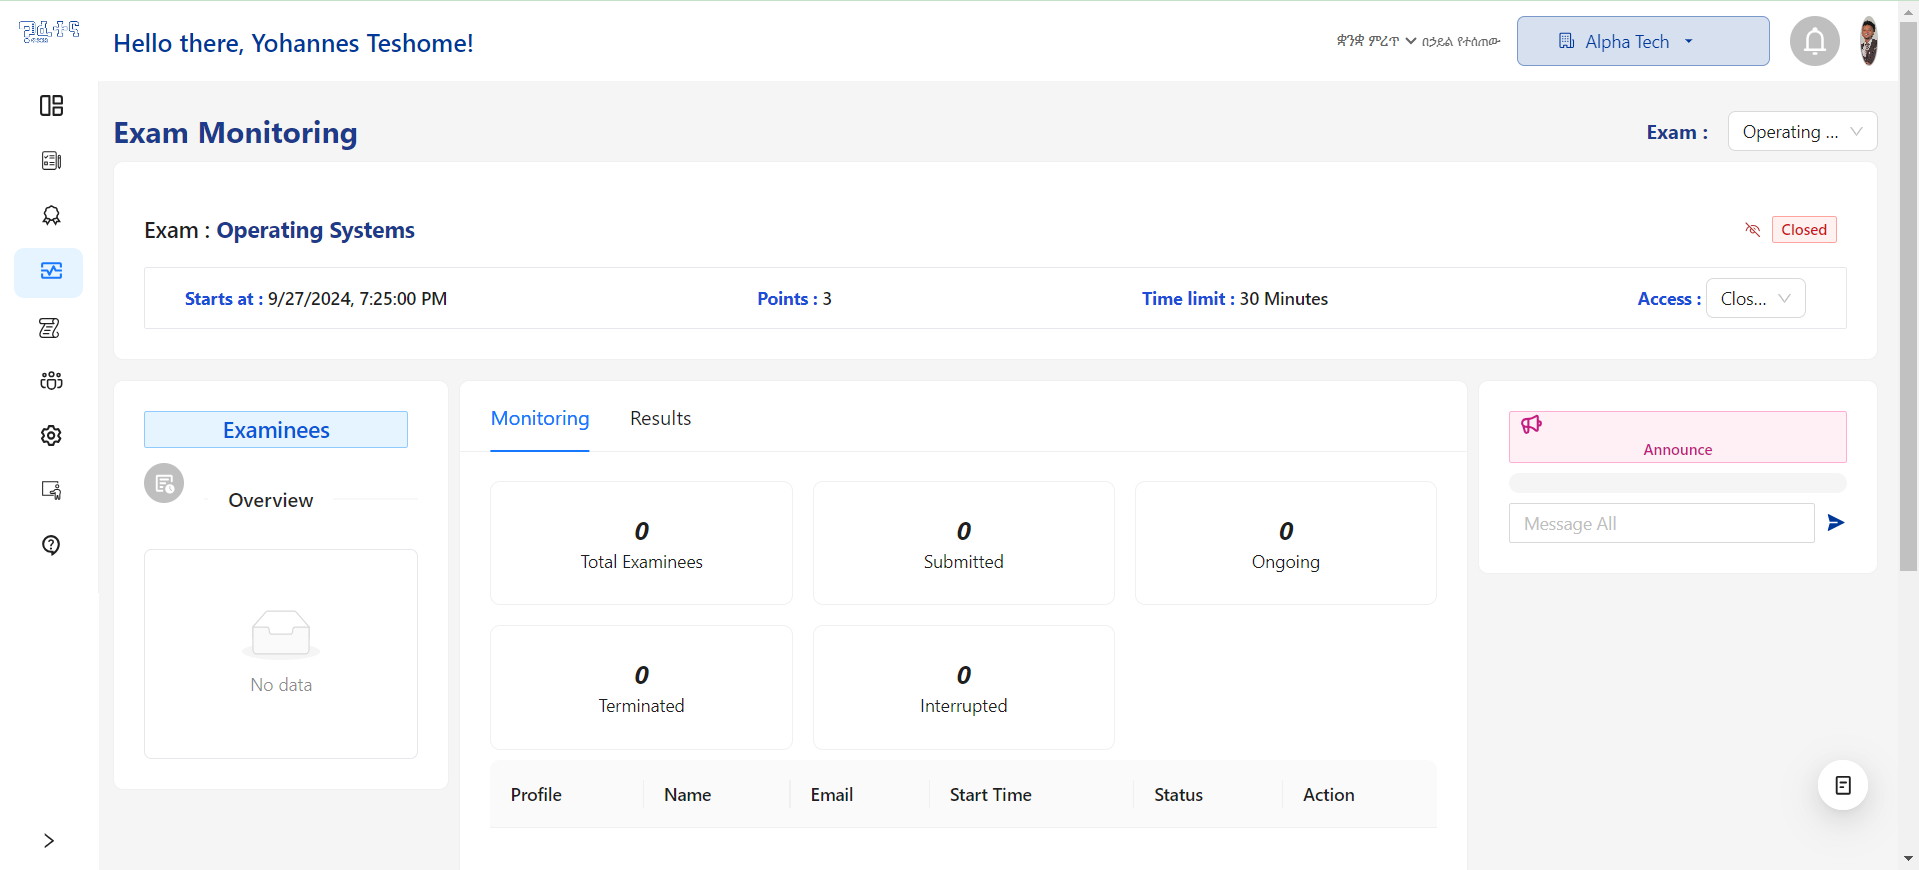 Hello there, Yohannes Teshome!
ቋንቋ ምረጥ በኃይል የተሰጠው
Alpha Tech
Exam Monitoring
Exam : Operating ...
Exam : Operating Systems
Closed
Starts at : 9/27/2024, 7:25:00 PM
Points : 3
Time limit : 30 Minutes
Access : Clos...
Examinees
Overview
No data
Monitoring Results
0
Total Examinees
0
Submitted
0
Ongoing
0
Terminated
0
Interrupted
Profile Name Email Start Time Status Action
Announce
Message All